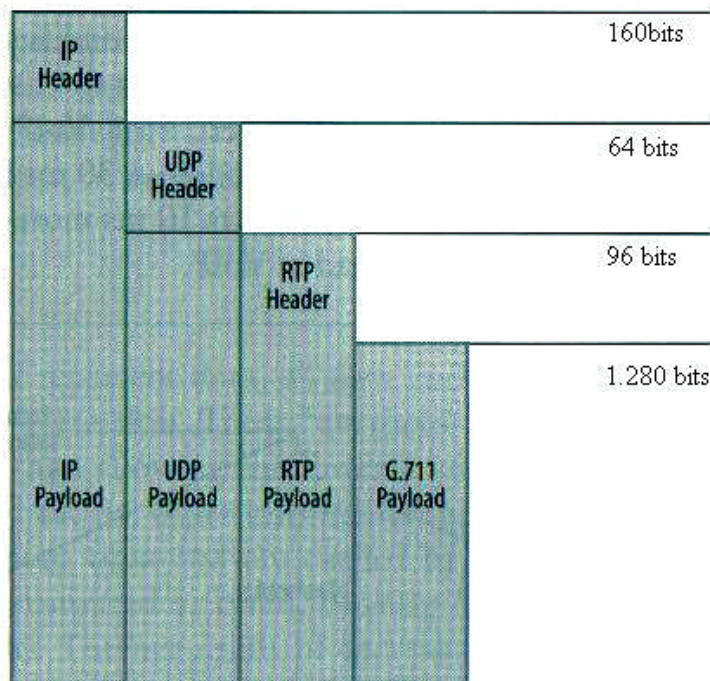 IP
Header
160bits
UDP
Header
64 bits
RTP
Header
96 bits
1.280 bits
IP
Payload
UDP
Payload
RTP
Payload
G.711
Payload